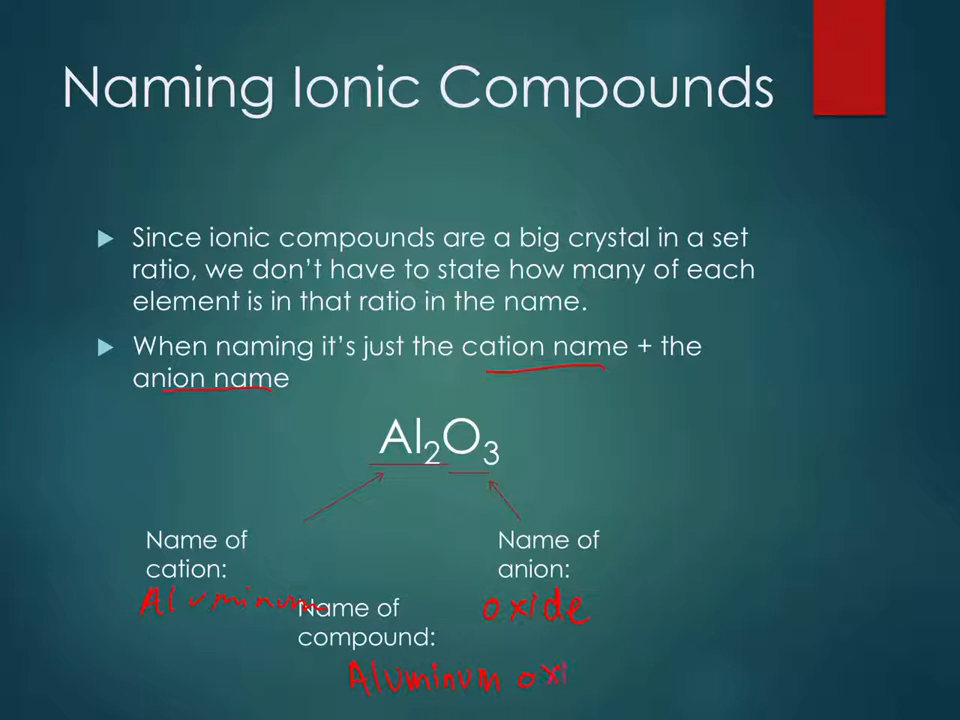 Naming Ionic Compounds
Since ionic compounds are a big crystal in a set
ratio, we don't have to state how many of each
element is in that ratio in the name.
When naming it's just the cation name + the
anion name
Al₂O₃
Name of
cation:
Aluminum
Name of
anion:
oxide
Name of
compound:
Aluminum oxi